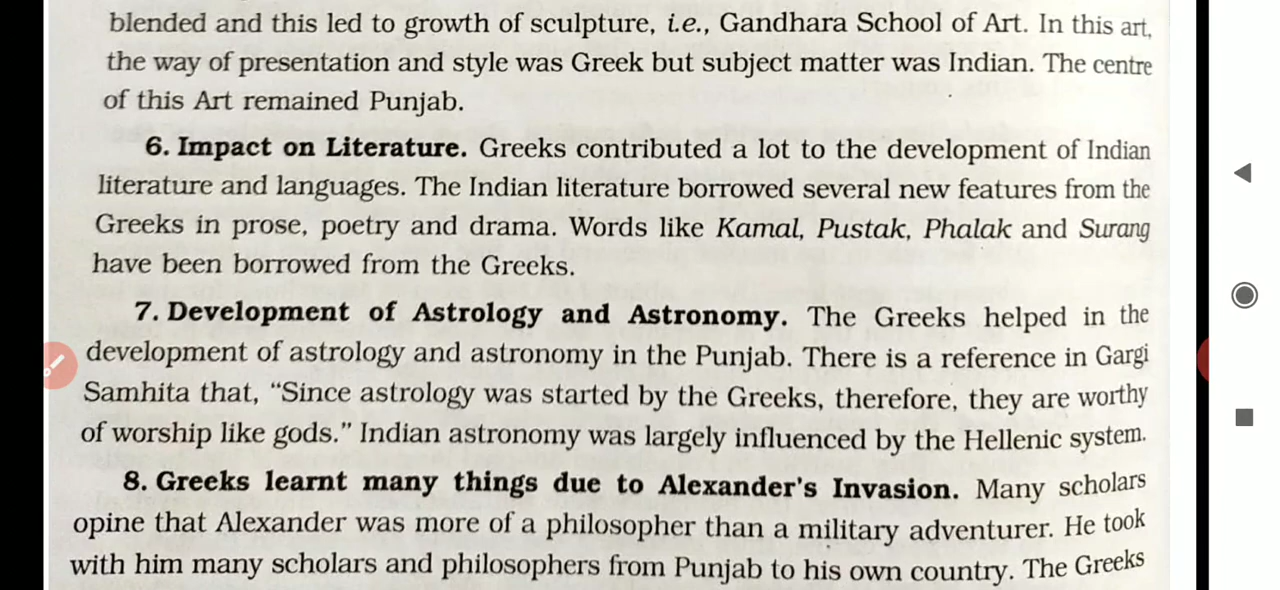 blended and this led to growth of sculpture, i.e., Gandhara School of Art. In this art,
the way of presentation and style was Greek but subject matter was Indian. The centre
of this Art remained Punjab.
6. Impact on Literature. Greeks contributed a lot to the development of Indian
literature and languages. The Indian literature borrowed several new features from the
Greeks in prose, poetry and drama. Words like Kamal, Pustak, Phalak and Surang
have been borrowed from the Greeks.
7. Development of Astrology and Astronomy. The Greeks helped in the
development of astrology and astronomy in the Punjab. There is a reference in Gargi
Samhita that, “Since astrology was started by the Greeks, therefore, they are worthy
of worship like gods.” Indian astronomy was largely influenced by the Hellenic system.
8. Greeks learnt many things due to Alexander's Invasion. Many scholars
opine that Alexander was more of a philosopher than a military adventurer. He took
with him many scholars and philosophers from Punjab to his own country. The Greeks